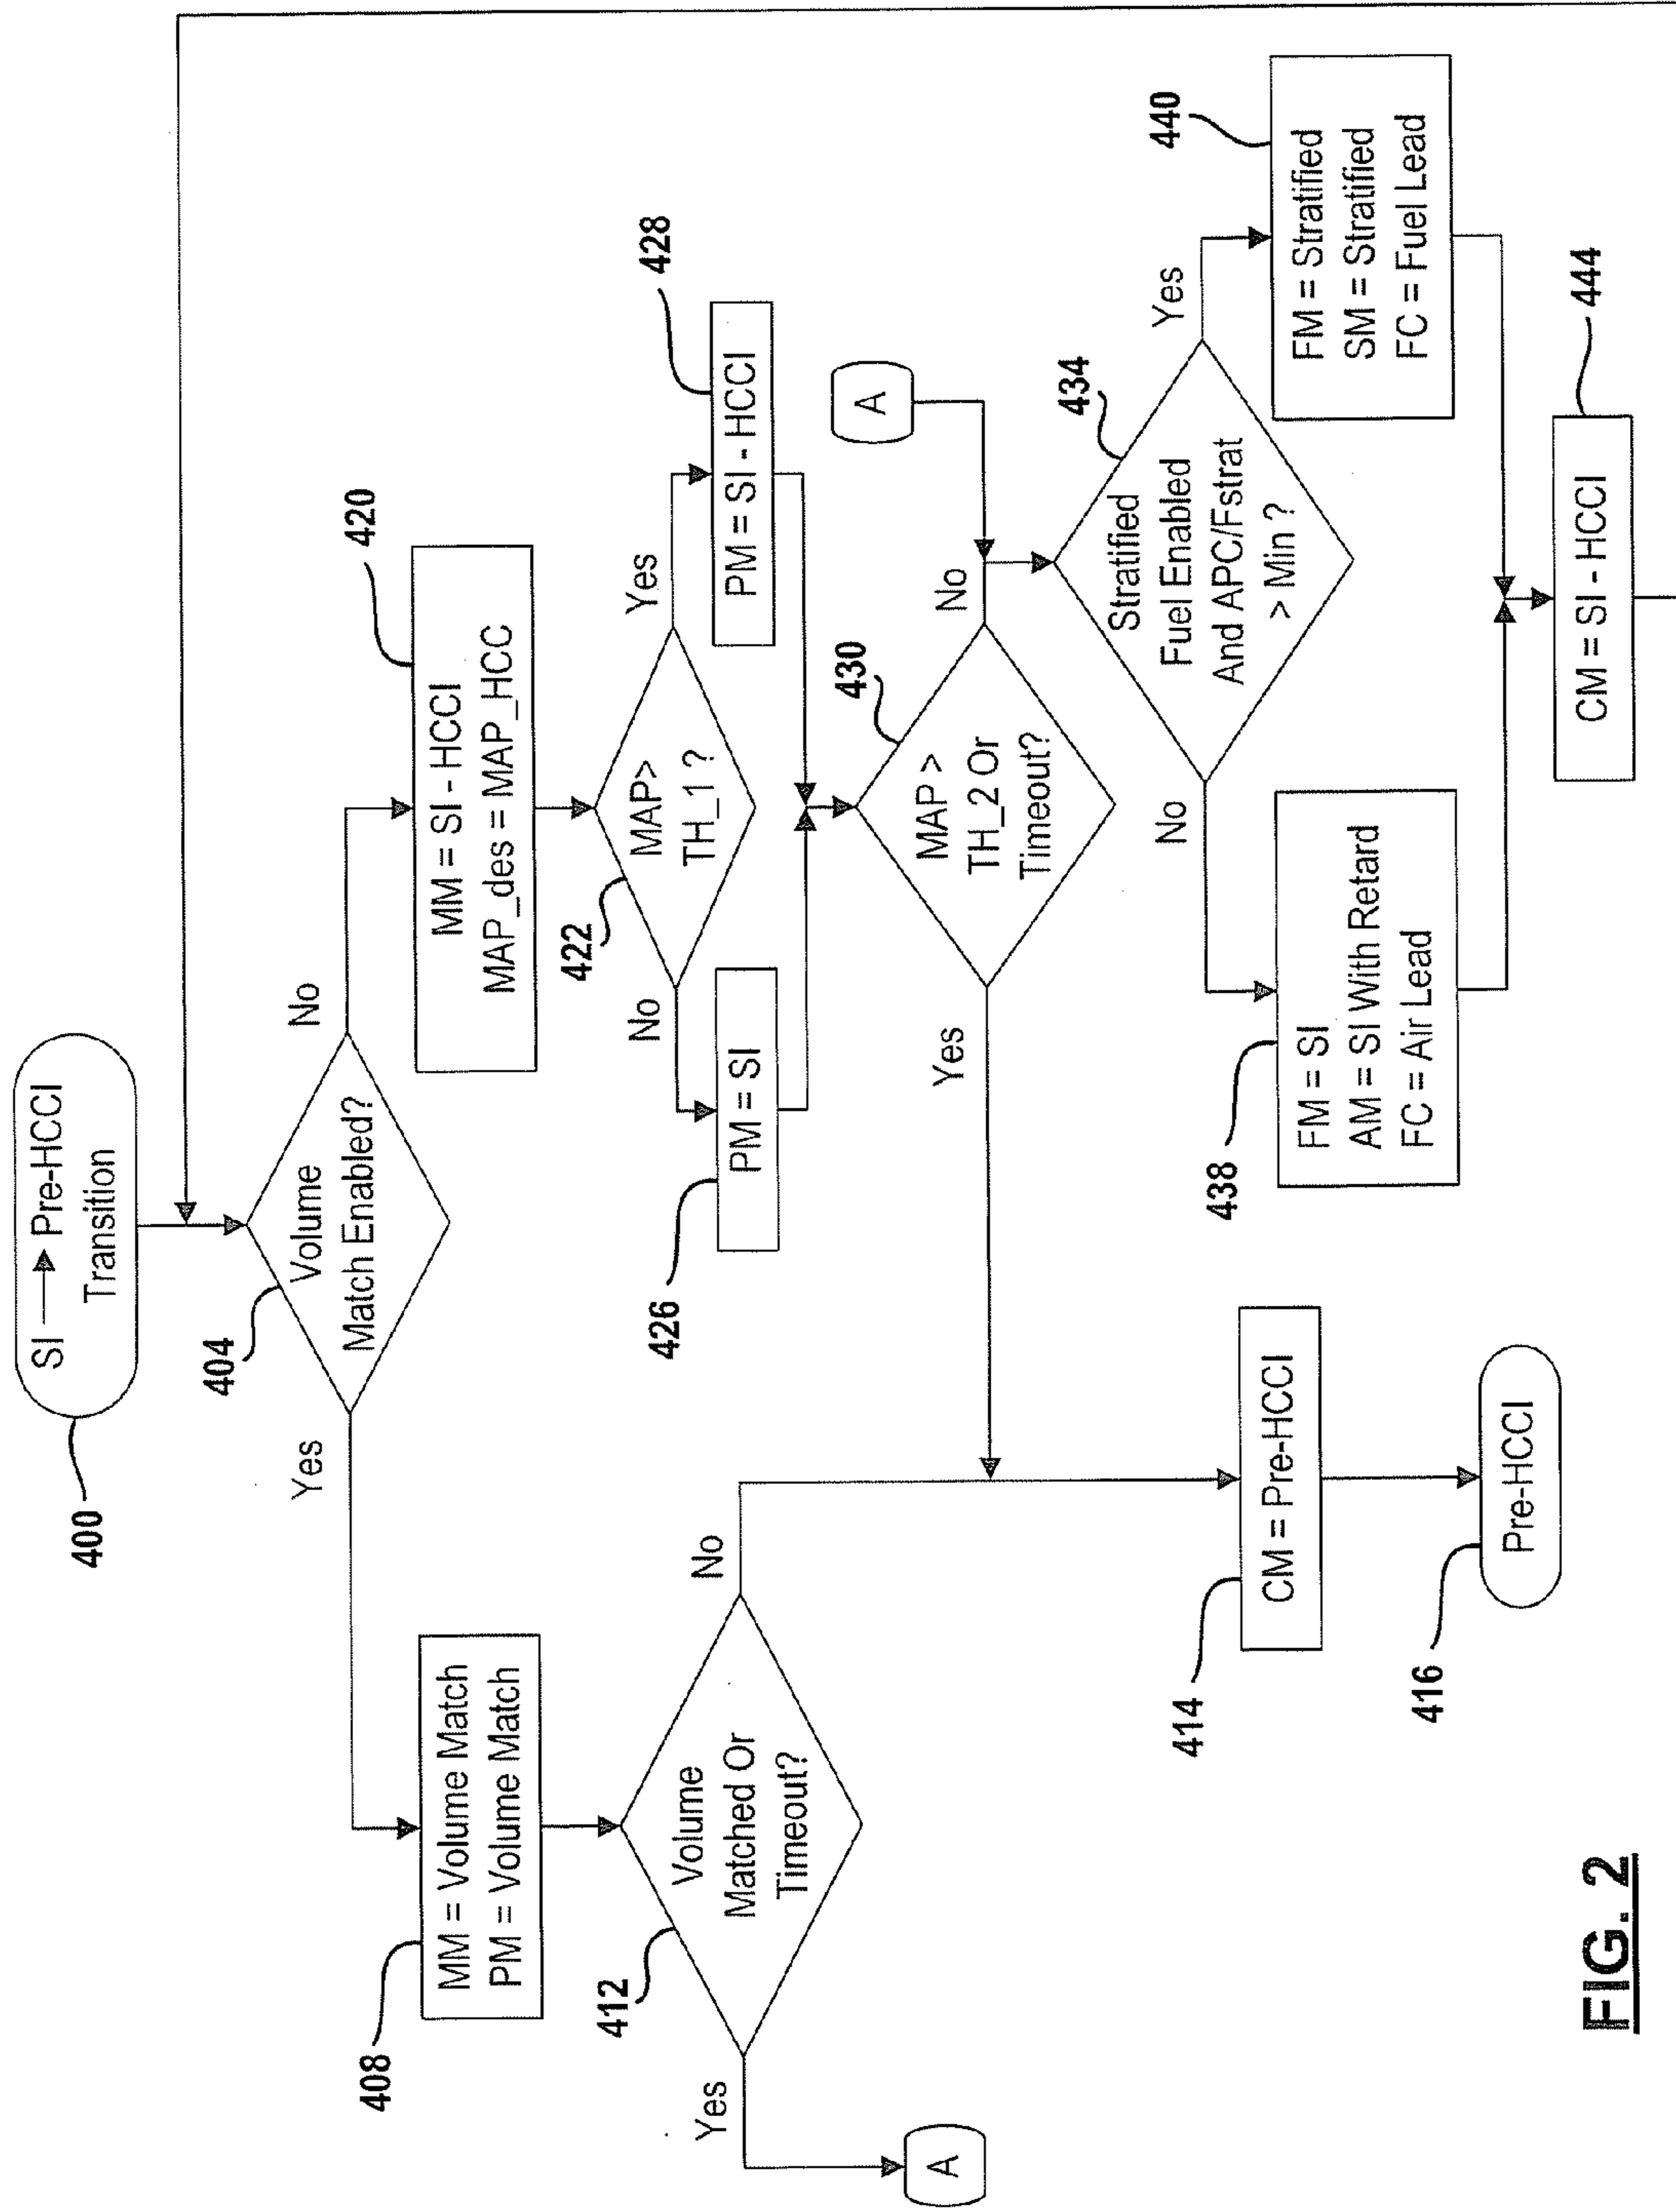 SI → Pre-HCCI
Transition
400
Volume
Match Enabled?
404
Yes
No
MM = Volume Match
PM = Volume Match
408
MM = SI - HCCI
MAP_des = MAP_HCC
420
Volume
Matched Or
Timeout?
412
Yes
No
A
MAP>
TH_1 ?
422
No
Yes
PM = SI
426
PM = SI - HCCI
428
MAP >
TH_2 Or
Timeout?
430
Yes
No
A
CM = Pre-HCCI
414
Pre-HCCI
416
Stratified
Fuel Enabled
And APC/Fstrat
> Min ?
434
No
Yes
FM = SI
AM = SI With Retard
FC = Air Lead
438
FM = Stratified
SM = Stratified
FC = Fuel Lead
440
CM = SI - HCCI
444
FIG. 2